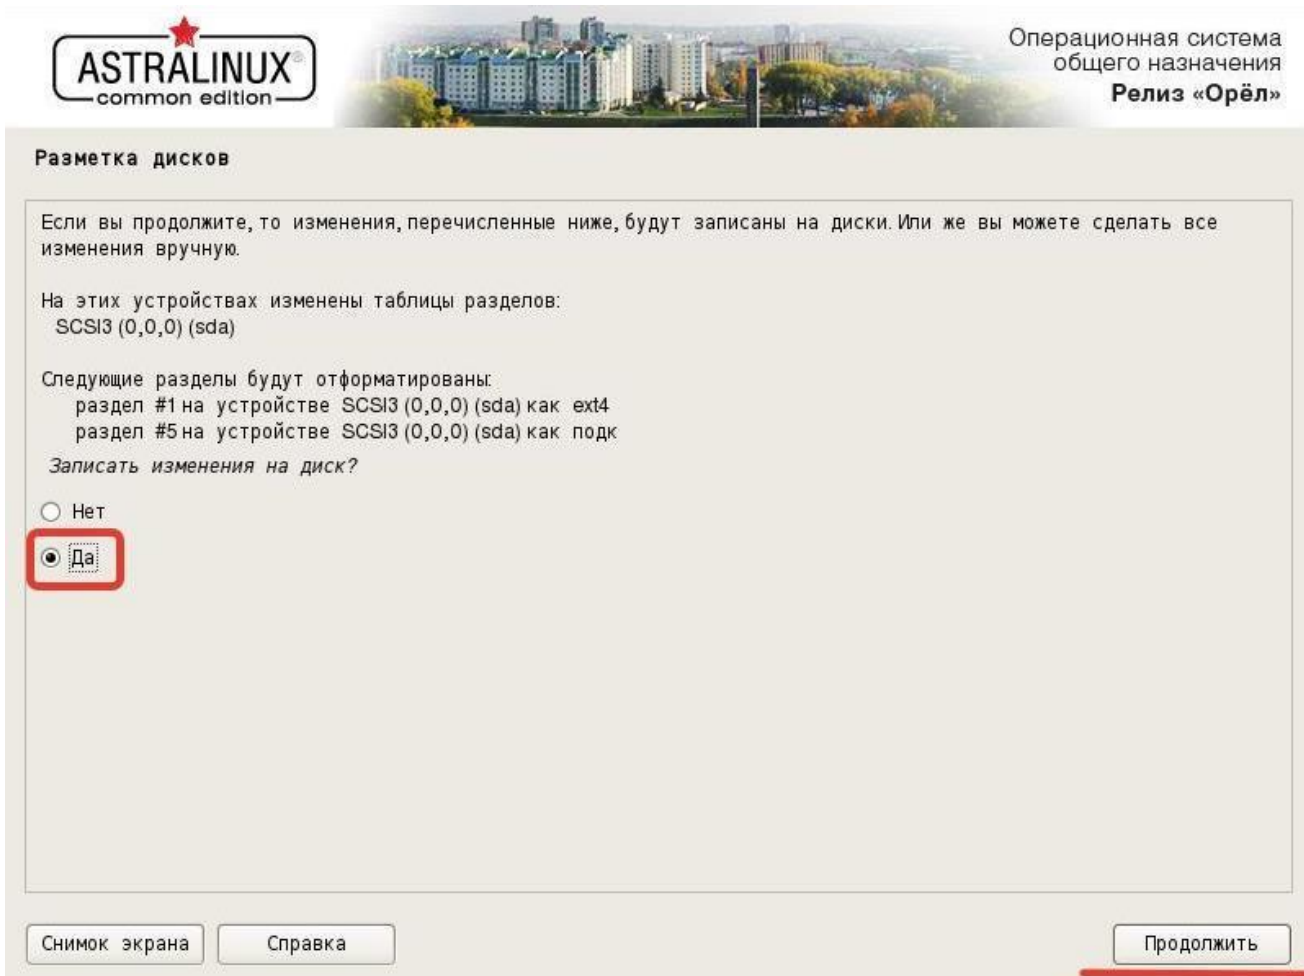 ASTRALINUX®
common edition
Операционная система
общего назначения
Релиз «Орёл»
Разметка дисков
Если вы продолжите, то изменения, перечисленные ниже, будут записаны на диски. Или же вы можете сделать все
изменения вручную.
На этих устройствах изменены таблицы разделов:
SCSI3 (0,0,0) (sda)
Следующие разделы будут отформатированы:
раздел #1 на устройстве SCSI3 (0,0,0) (sda) как ext4
раздел #5 на устройстве SCSI3 (0,0,0) (sda) как подк
Записать изменения на диск?
Нет
Да
Снимок экрана
Справка
Продолжить